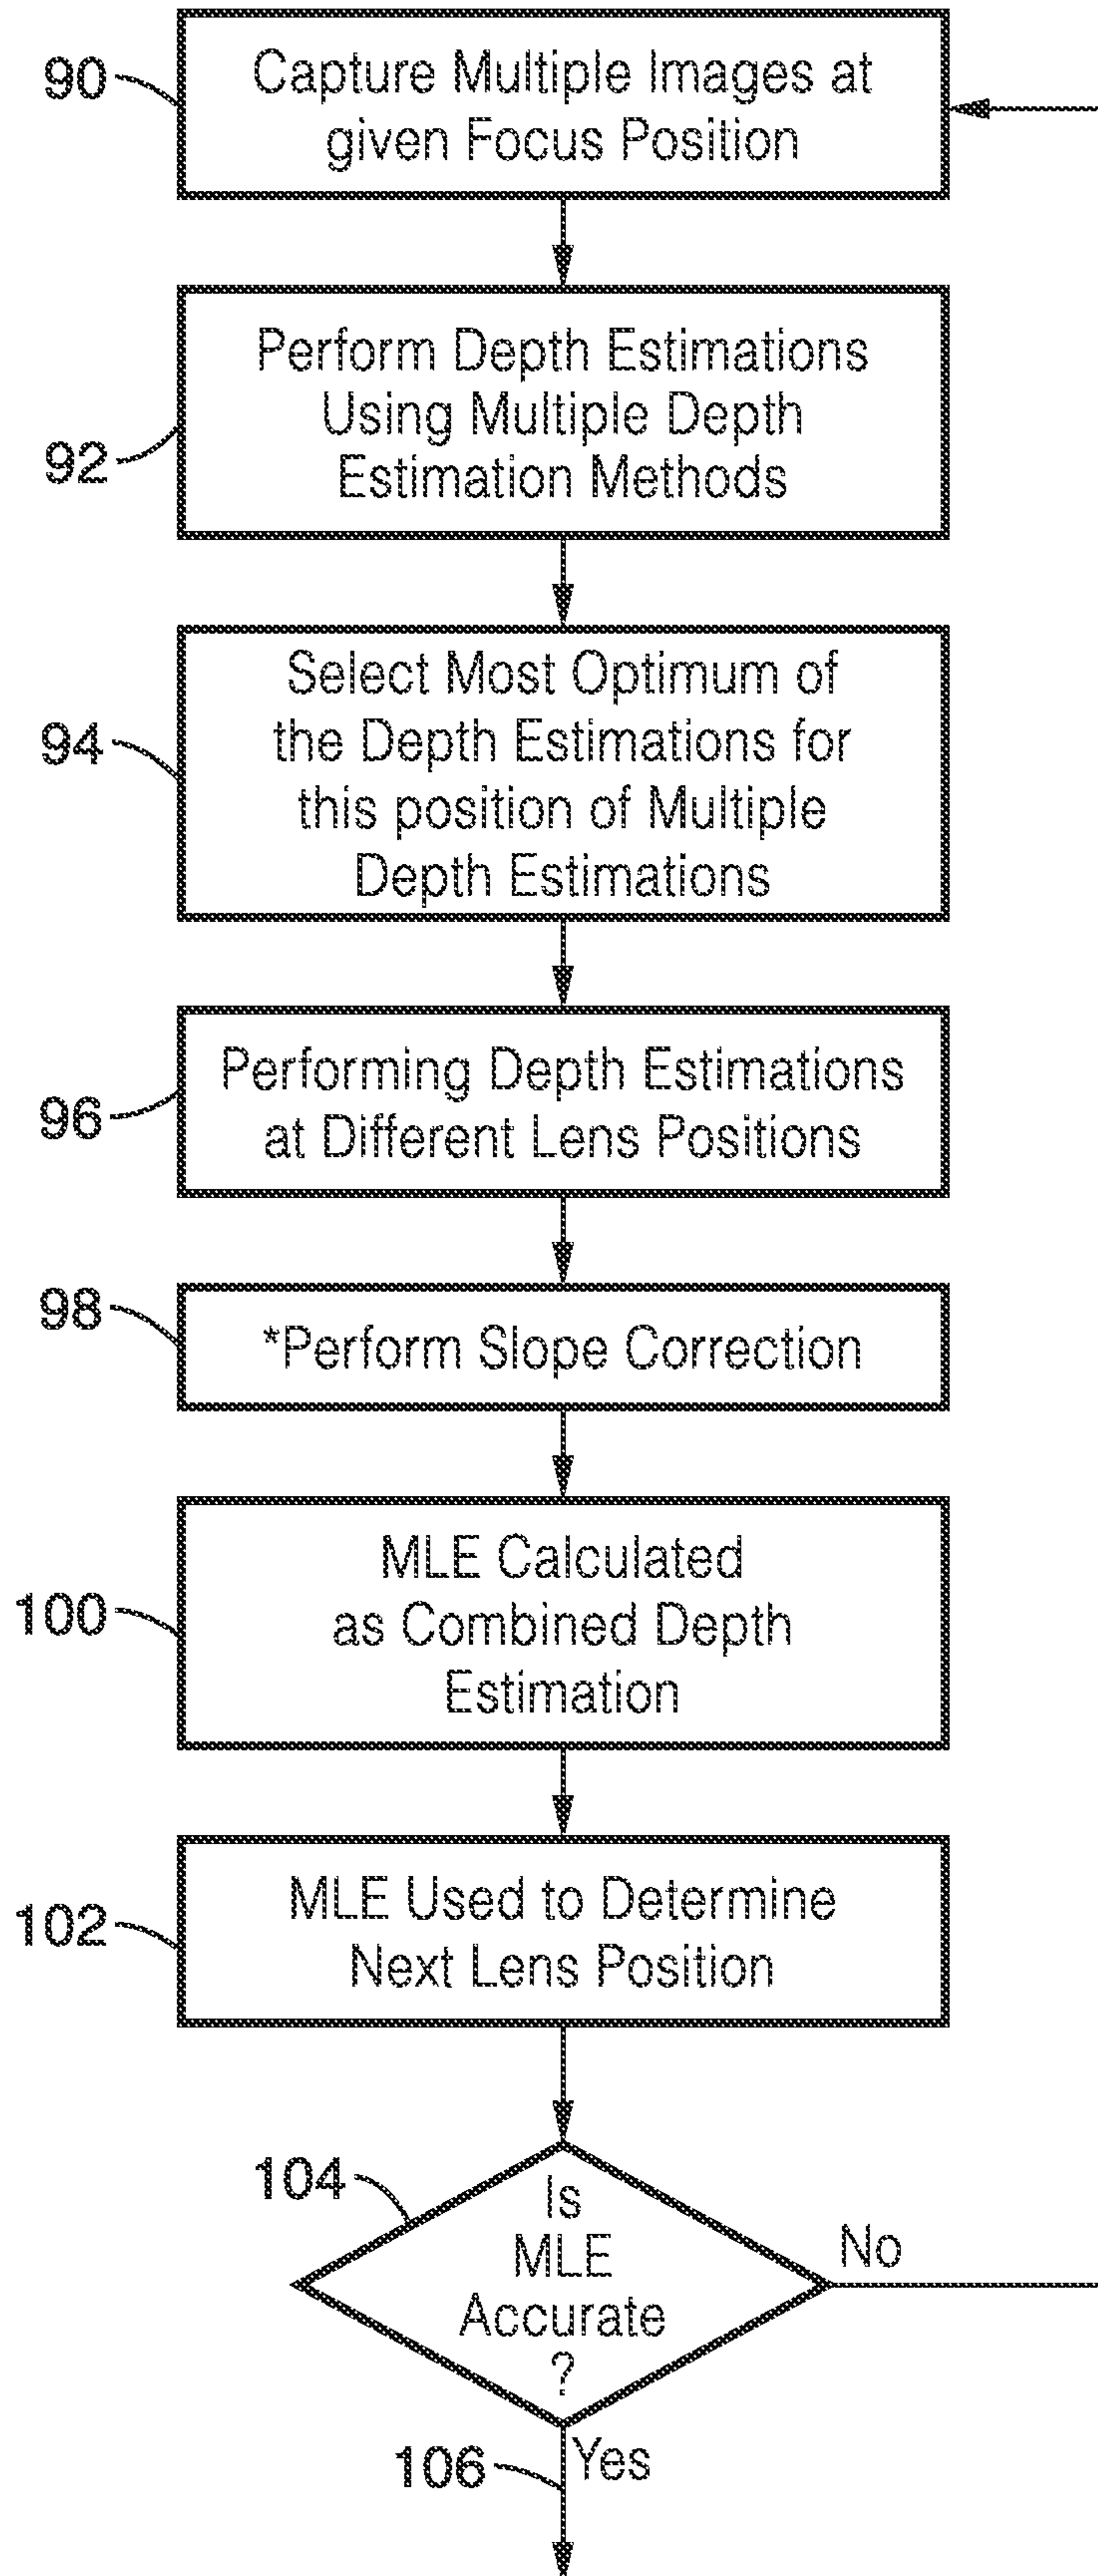 90
Capture Multiple Images at
given Focus Position
92
Perform Depth Estimations
Using Multiple Depth
Estimation Methods
94
Select Most Optimum of
the Depth Estimations for
this position of Multiple
Depth Estimations
96
Performing Depth Estimations
at Different Lens Positions
98
*Perform Slope Correction
100
MLE Calculated
as Combined Depth
Estimation
102
MLE Used to Determine
Next Lens Position
104
Is
MLE
Accurate
?
No
106
Yes